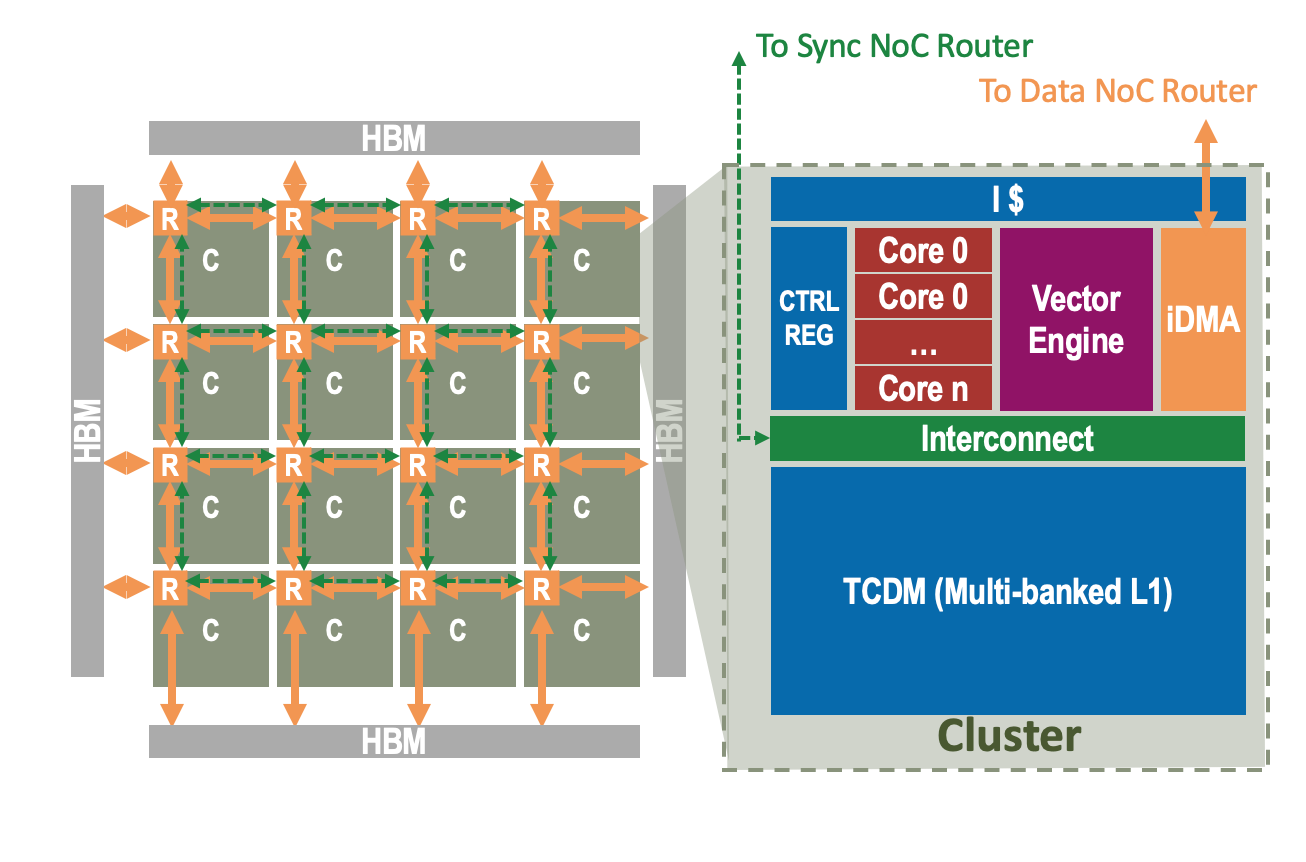 To Sync NoC Router
To Data NoC Router
HBM
HBM
HBM
HBM
R
R
R
R
C
C
C
C
R
R
R
R
C
C
C
C
R
R
R
R
C
C
C
C
R
R
R
R
C
C
C
C
I $
CTRL
REG
Core 0
Core 0
...
Core n
Vector
Engine
iDMA
Interconnect
TCDM (Multi-banked L1)
Cluster